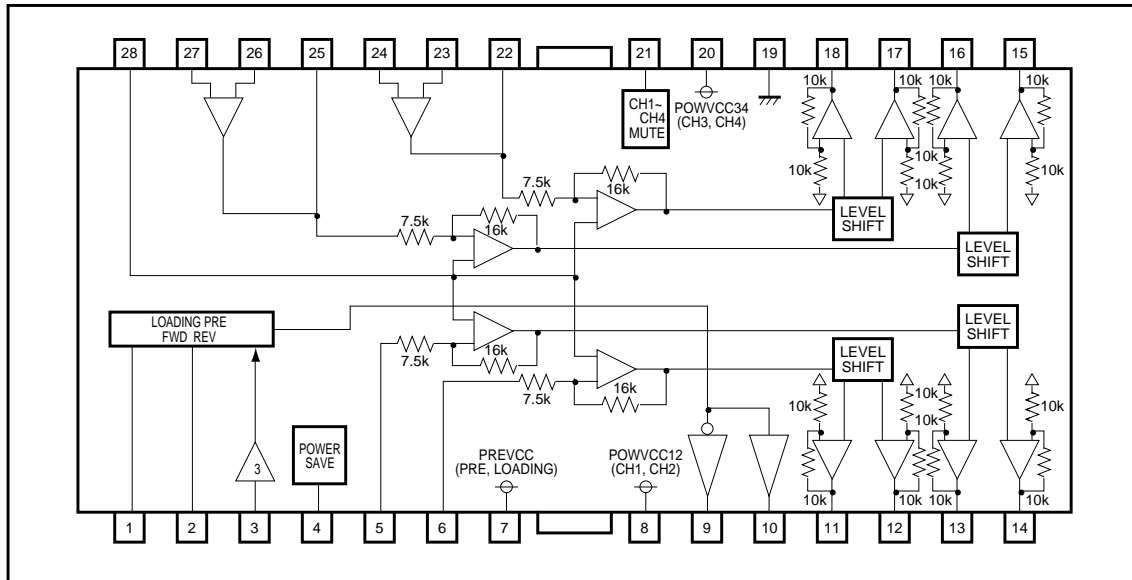 28 27 26 25 24 23 22 21 20 19 18 17 16 15
10k 10k 10k 10k
CH1~
CH4
MUTE
POWVCC34
(CH3, CH4)
10k 10k 10k 10k
7.5k 16k
LEVEL
SHIFT
7.5k 16k
LEVEL
SHIFT
LOADING PRE
FWD REV
LEVEL
SHIFT
7.5k 16k
LEVEL
SHIFT
7.5k 16k
10k 10k 10k 10k
3
POWER
SAVE
PREVCC
(PRE, LOADING)
POWVCC12
(CH1, CH2)
10k 10k 10k 10k
1 2 3 4 5 6 7 8 9 10 11 12 13 14